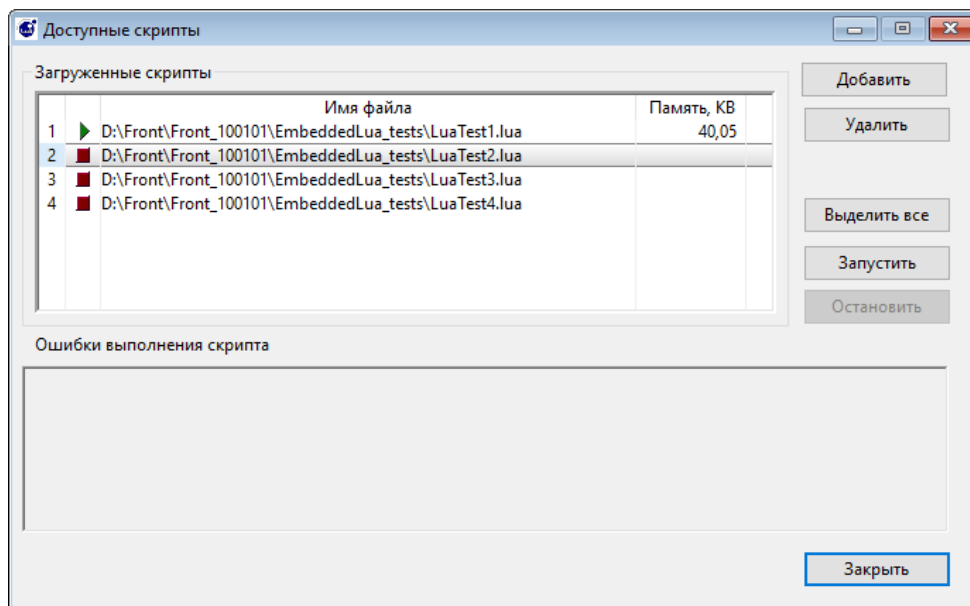 Доступные скрипты
Загруженные скрипты
Имя файла Память, КВ
1 D:\Front\Front_100101\EmbeddedLua_tests\LuaTest1.lua 40,05
2 D:\Front\Front_100101\EmbeddedLua_tests\LuaTest2.lua
3 D:\Front\Front_100101\EmbeddedLua_tests\LuaTest3.lua
4 D:\Front\Front_100101\EmbeddedLua_tests\LuaTest4.lua
Добавить
Удалить
Выделить все
Запустить
Остановить
Ошибки выполнения скрипта
Закрыть